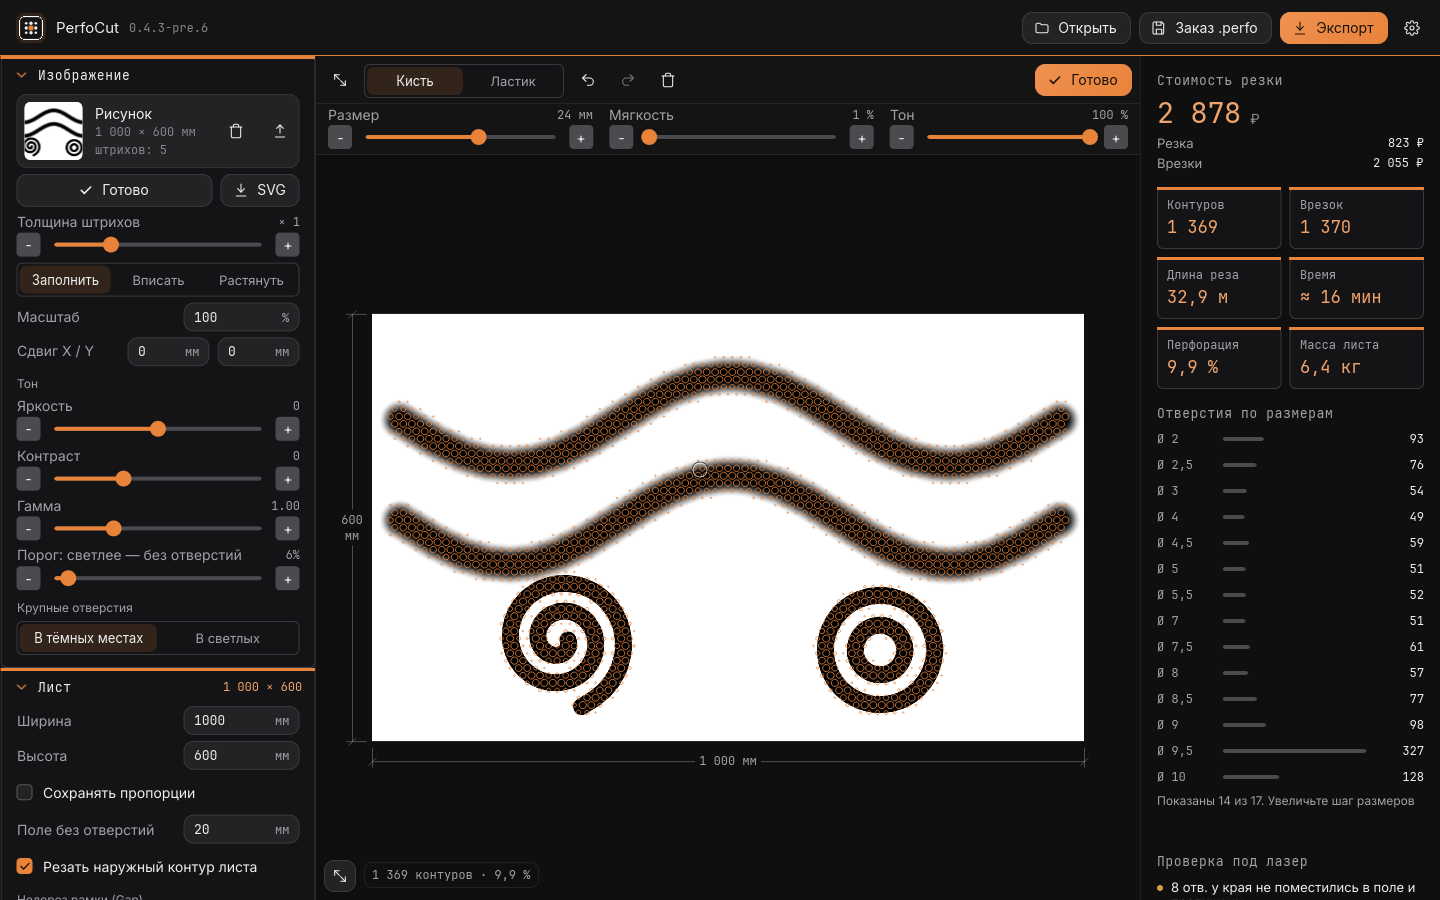 PerfoCut 0.4.3-pre.6
Открыть
Заказ .perfo
Экспорт
Изображение
Рисунок
1 000 × 600 мм
штрихов: 5
Готово
SVG
Толщина штрихов × 1
- +
Заполнить Вписать Растянуть
Масштаб 100 %
Сдвиг X / Y 0 мм 0 мм
Тон
Яркость 0
- +
Контраст 0
- +
Гамма 1.00
- +
Порог: светлее — без отверстий 6%
- +
Крупные отверстия
В тёмных местах В светлых
Лист 1 000 × 600
Ширина 1000 мм
Высота 600 мм
Сохранять пропорции
Поле без отверстий 20 мм
Резать наружный контур листа
Недорез рамки (Gap)
Кисть Ластик
Готово
Размер 24 мм
- +
Мягкость 1 %
- +
Тон 100 %
- +
600
мм
1 000 мм
1 369 контуров · 9,9 %
Стоимость резки
2 878 ₽
Резка 823 ₽
Врезки 2 055 ₽
Контуров
1 369
Врезок
1 370
Длина реза
32,9 м
Время
≈ 16 мин
Перфорация
9,9 %
Масса листа
6,4 кг
Отверстия по размерам
Ø 2 93
Ø 2,5 76
Ø 3 54
Ø 4 49
Ø 4,5 59
Ø 5 51
Ø 5,5 52
Ø 7 51
Ø 7,5 61
Ø 8 57
Ø 8,5 77
Ø 9 98
Ø 9,5 327
Ø 10 128
Показаны 14 из 17. Увеличьте шаг размеров
Проверка под лазер
8 отв. у края не поместились в поле и